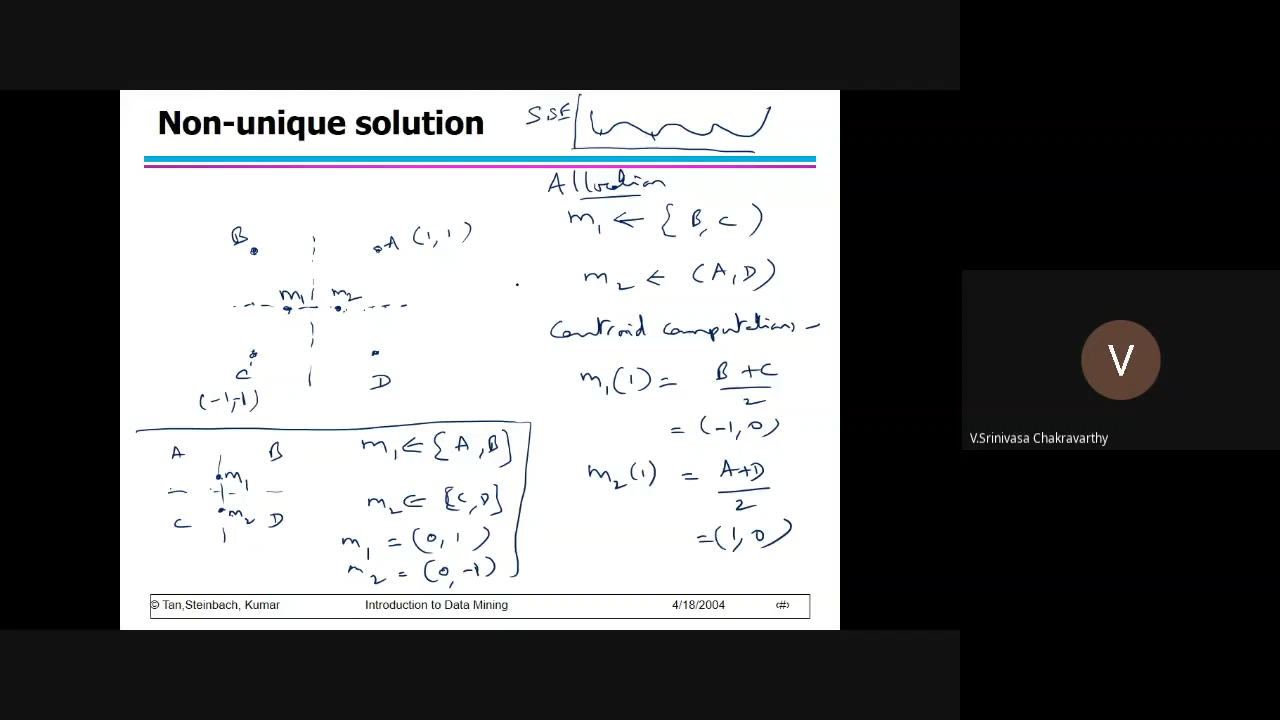 Non-unique solution
SSE
Allocation
m₁ ← { B, C )
m₂ ← (A, D)
B
A (1, 1)
m₁ m₂
C
D
(-1,-1)
Centroid computations -
m₁(1) = B + C / 2
= (-1, 0)
m₂(1) = A+D / 2
= (1, 0)
A B
m₁
m₂
C D
m₁ ← { A, B ]
m₂ ← [C, D]
m₁ = (0, 1)
m₂ = (0, -1)
© Tan,Steinbach, Kumar Introduction to Data Mining 4/18/2004 ‹#›
V
V.Srinivasa Chakravarthy